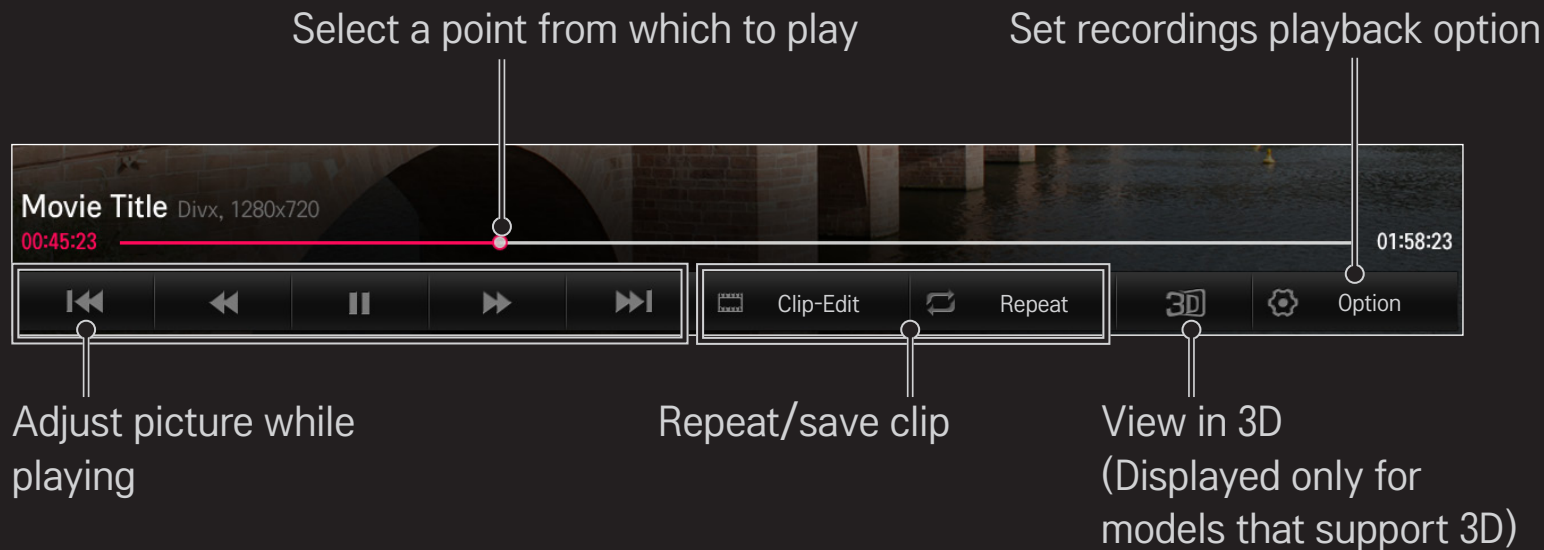 Select a point from which to play
Set recordings playback option
Movie Title Divx, 1280x720
00:45:23
01:58:23
Clip-Edit
Repeat
3D
Option
Adjust picture while
playing
Repeat/save clip
View in 3D
(Displayed only for
models that support 3D)